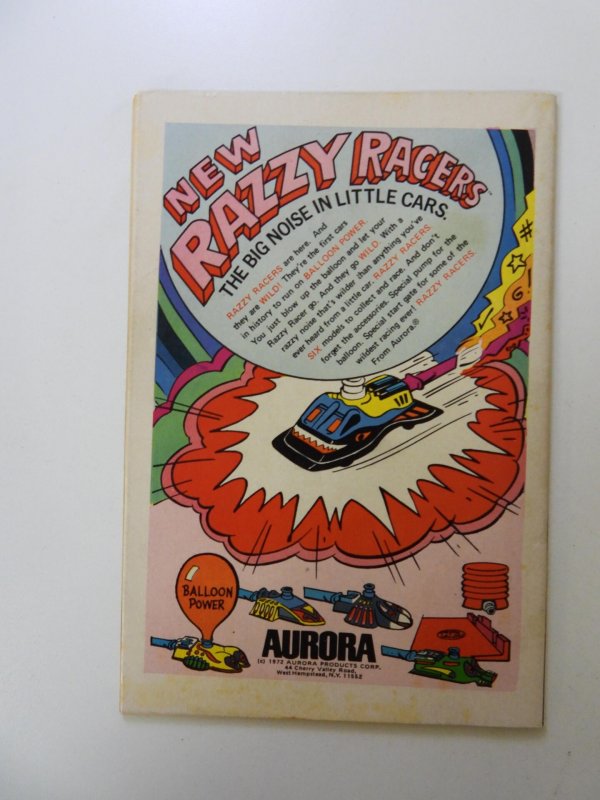 NEW
RAZZY RACERS™
THE BIG NOISE IN LITTLE CARS.
RAZZY RACERS are here. And
they are WILD! They're the first cars
in history to run on BALLOON POWER.
You just blow up the balloon and let your
Razzy Racer go. And they go WILD. With a
razzy noise that's wilder than anything you've
ever heard from a little car. RAZZY RACERS.
SIX models to collect and race. And don't
forget the accessories. Special pump for the
balloon. Special start gate for some of the
wildest racing ever! RAZZY RACERS.
From Aurora.®
#
G!
BALLOON
POWER
AURORA
(c) 1972 AURORA PRODUCTS CORP.
44 Cherry Valley Road,
West Hempstead, N.Y. 11552